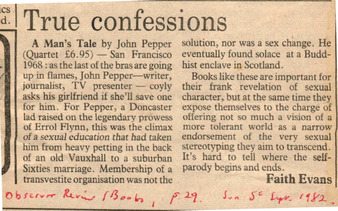 ics
d.
True confessions
A Man's Tale by John Pepper
(Quartet £6.95) — San Francisco
1968: as the last of the bras are going
up in flames, John Pepper—writer,
journalist, TV presenter — coyly
asks his girlfriend if she'll save one
for him. For Pepper, a Doncaster
lad raised on the legendary prowess
of Errol Flynn, this was the climax
of a sexual education that had taken
him from heavy petting in the back
of an old Vauxhall to a suburban
Sixties marriage. Membership of a
transvestite organisation was not the
solution, nor was a sex change. He
eventually found solace at a Budd-
hist enclave in Scotland.
Books like these are important for
their frank revelation of sexual
character, but at the same time they
expose themselves to the charge of
offering not so much a vision of a
more tolerant world as a narrow
endorsement of the very sexual
stereotyping they aim to transcend.
It's hard to tell where the self-
parody begins and ends.
Faith Evans
Observer Review (Books), p 29. Sun 5th Sept. 1982.